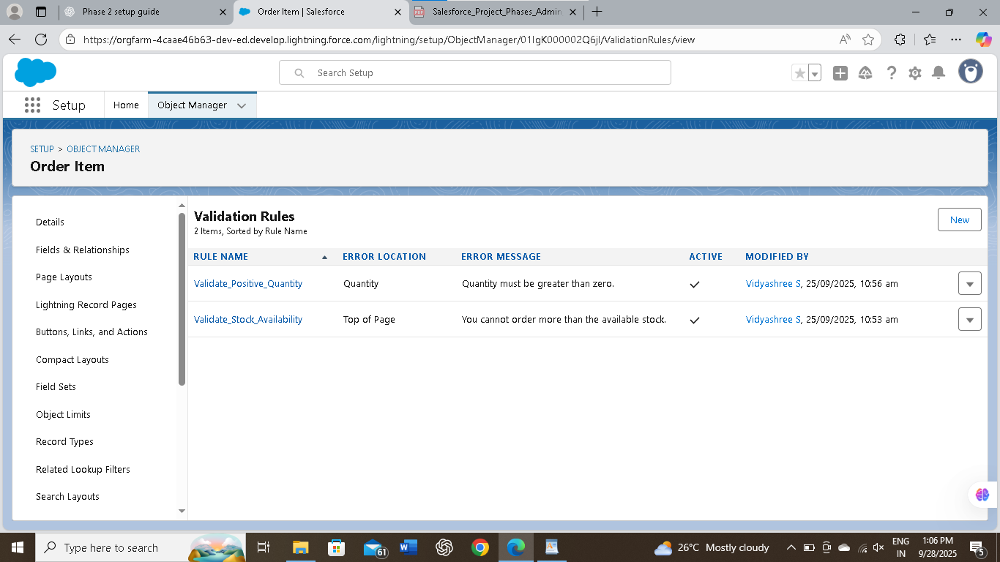 Phase 2 setup guide
Order Item | Salesforce
Salesforce_Project_Phases_Admin
https://orgfarm-4caae46b63-dev-ed.develop.lightning.force.com/lightning/setup/ObjectManager/01IgK000002Q6jl/ValidationRules/view
Search Setup
Setup
Home
Object Manager
SETUP > OBJECT MANAGER
Order Item
Details
Fields & Relationships
Page Layouts
Lightning Record Pages
Buttons, Links, and Actions
Compact Layouts
Field Sets
Object Limits
Record Types
Related Lookup Filters
Search Layouts
Validation Rules
2 Items, Sorted by Rule Name
New
RULE NAME ERROR LOCATION ERROR MESSAGE ACTIVE MODIFIED BY
Validate_Positive_Quantity Quantity Quantity must be greater than zero. Vidyashree S, 25/09/2025, 10:56 am
Validate_Stock_Availability Top of Page You cannot order more than the available stock. Vidyashree S, 25/09/2025, 10:53 am
Type here to search
61
26°C Mostly cloudy
ENG
IN
1:06 PM
9/28/2025
5